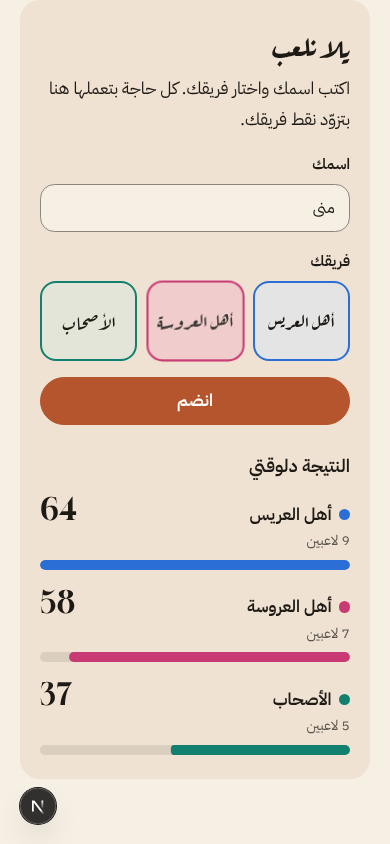 يلا نلعب
اكتب اسمك واختار فريقك. كل حاجة بتعملها هنا
بتزوّد نقط فريقك.
اسمك
منى
فريقك
أهل العريس
أهل العروسة
الأصحاب
انضم
النتيجة دلوقتي
أهل العريس 64
9 لاعبين
أهل العروسة 58
7 لاعبين
الأصحاب 37
5 لاعبين
N